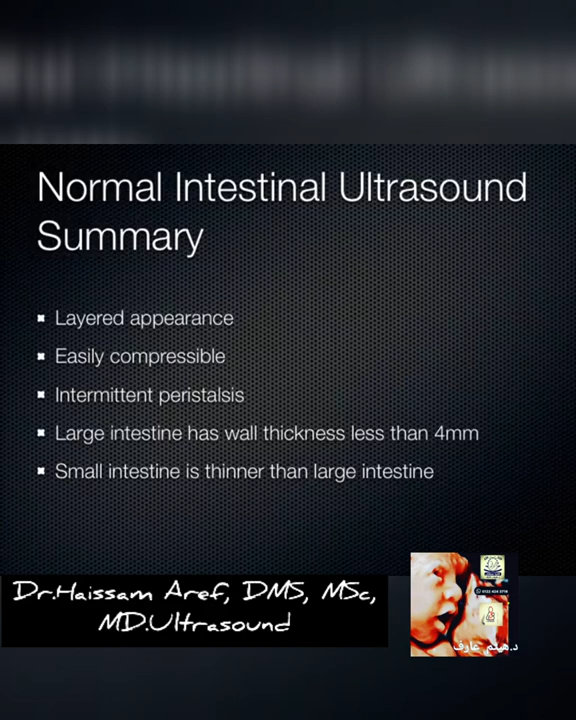 Normal Intestinal Ultrasound
Summary
Layered appearance
Easily compressible
Intermittent peristalsis
Large intestine has wall thickness less than 4mm
Small intestine is thinner than large intestine
Dr.Haissam Aref, DMS, MSc,
MD.Ultrasound
د.هيثم عارف